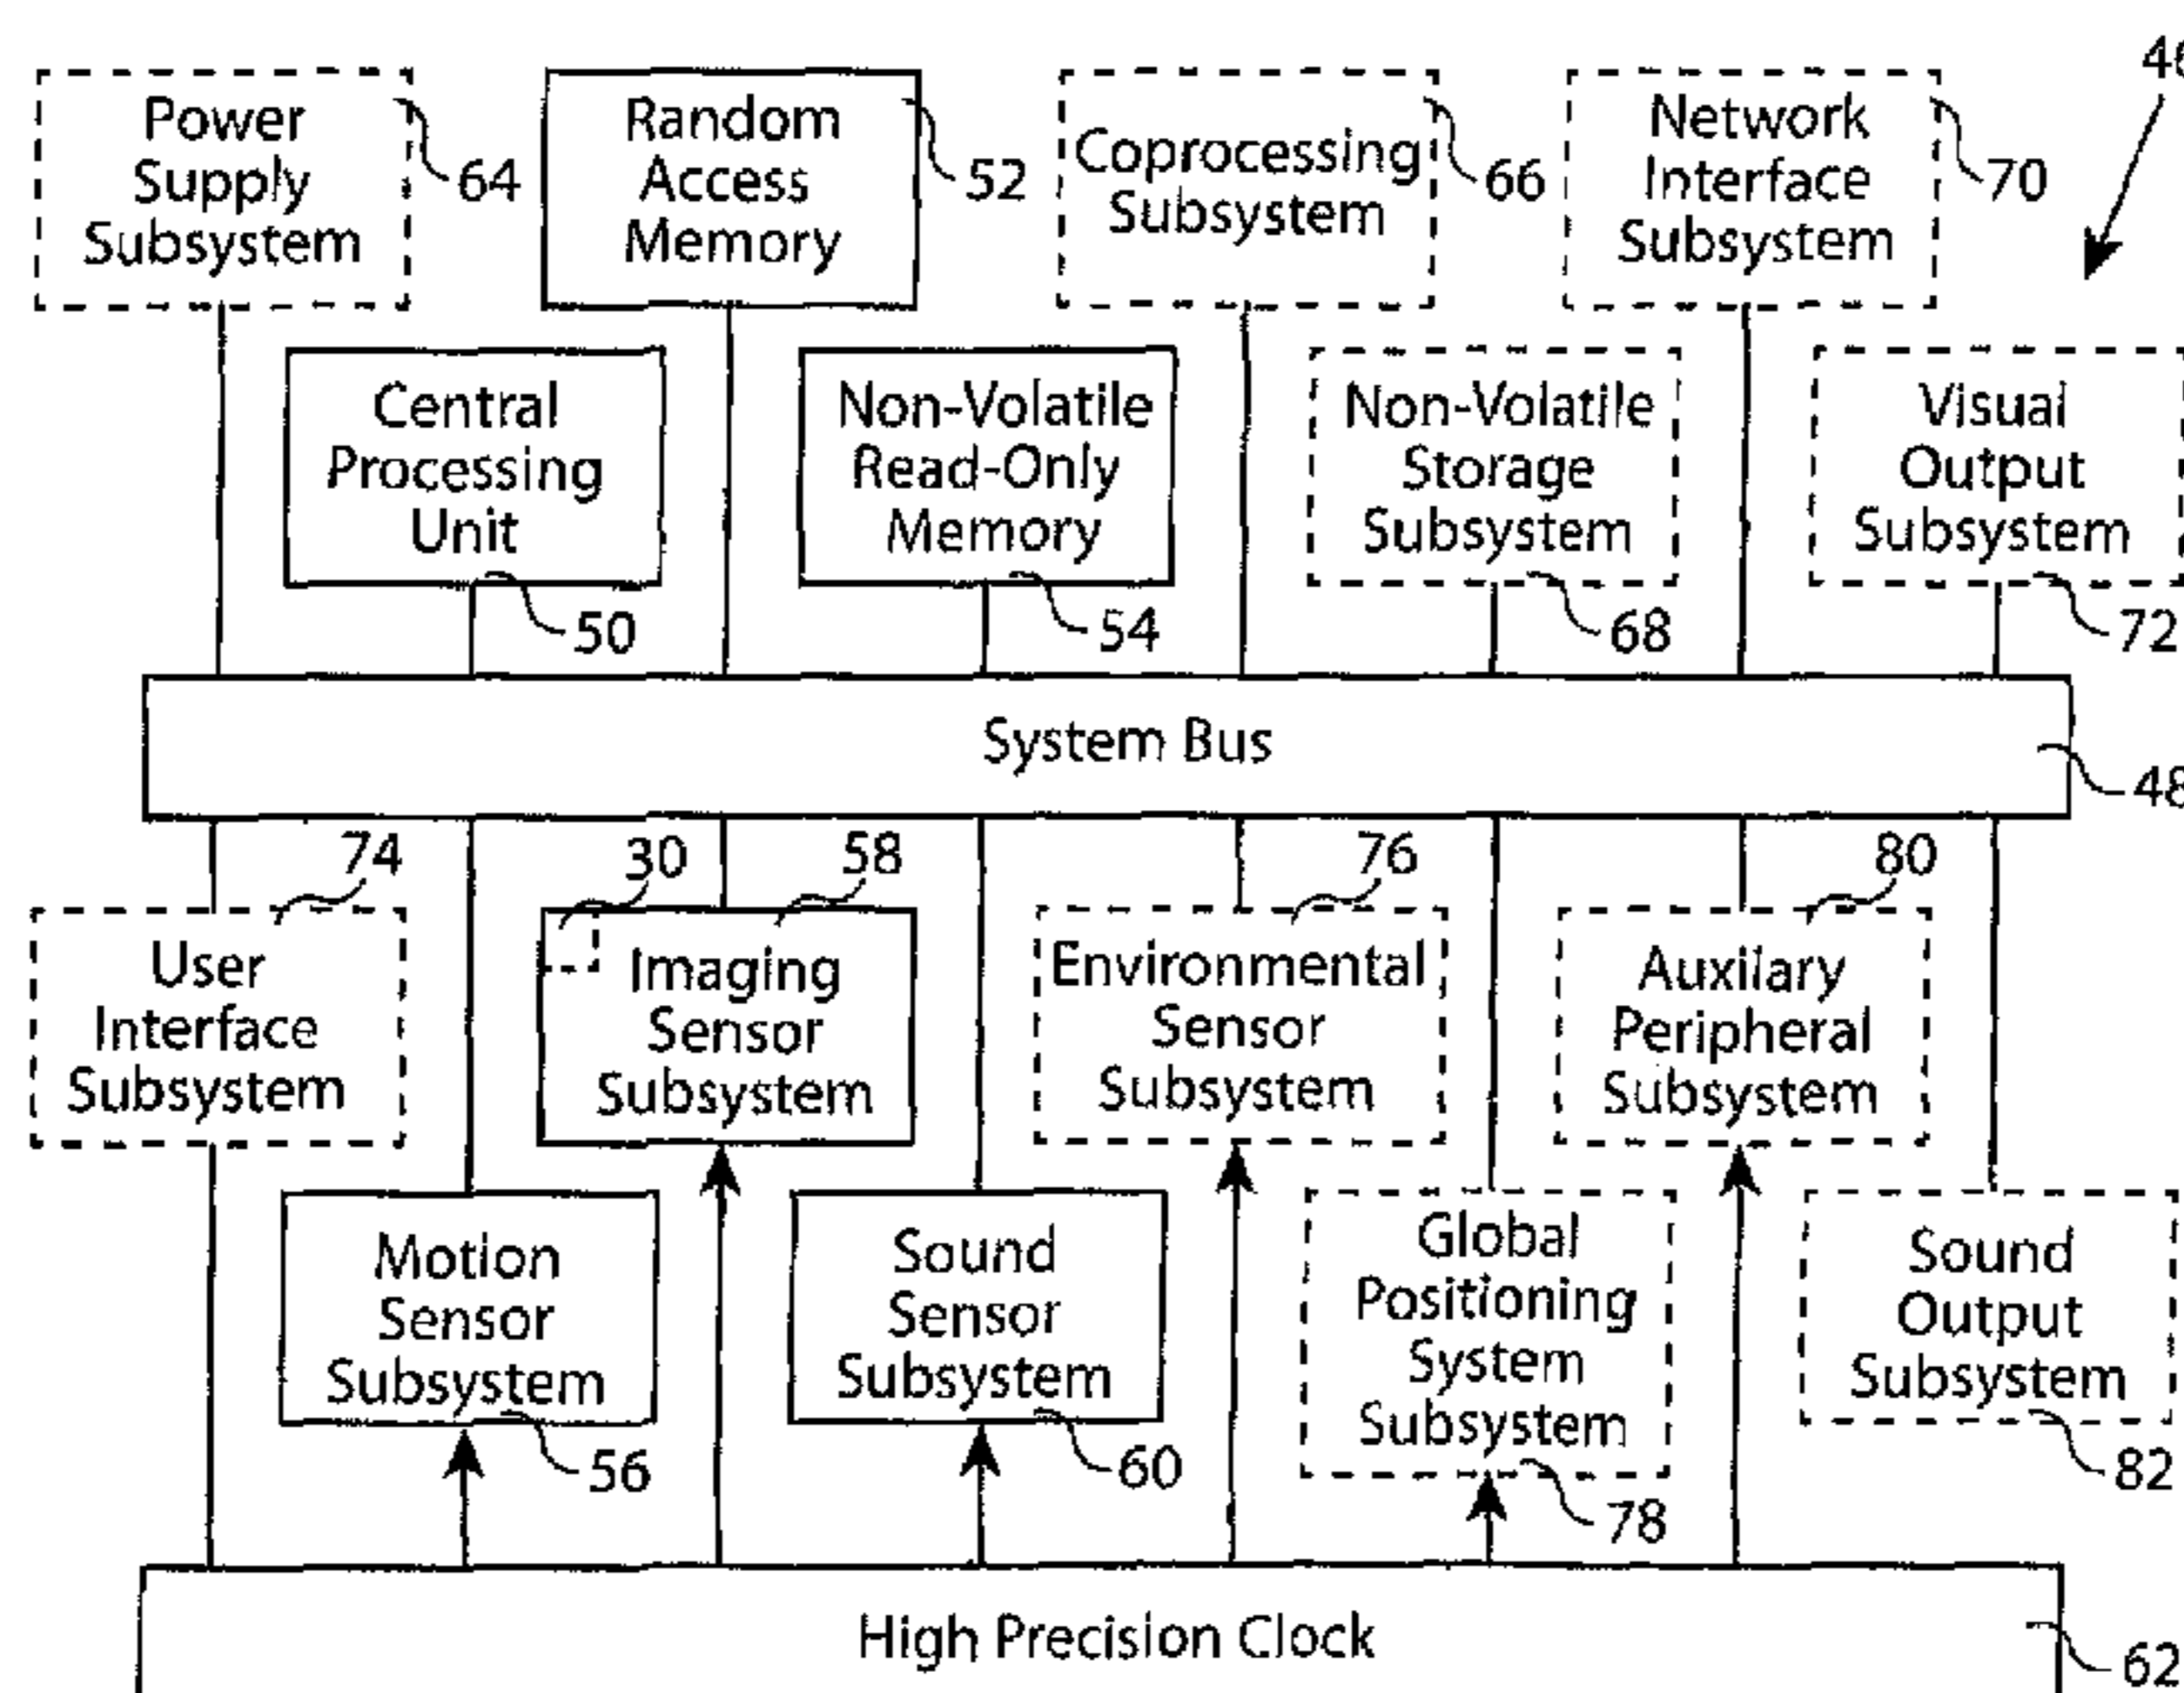 46
Power
Supply
Subsystem
64
Random
Access
Memory
52
Coprocessing
Subsystem
66
Network
Interface
Subsystem
70
Central
Processing
Unit
50
Non-Volatile
Read-Only
Memory
54
Non-Volatile
Storage
Subsystem
68
Visual
Output
Subsystem
72
System Bus
48
74
User
Interface
Subsystem
30
58
Imaging
Sensor
Subsystem
76
Environmental
Sensor
Subsystem
80
Auxilary
Peripheral
Subsystem
Motion
Sensor
Subsystem
56
Sound
Sensor
Subsystem
60
Global
Positioning
System
Subsystem
78
Sound
Output
Subsystem
82
High Precision Clock
62